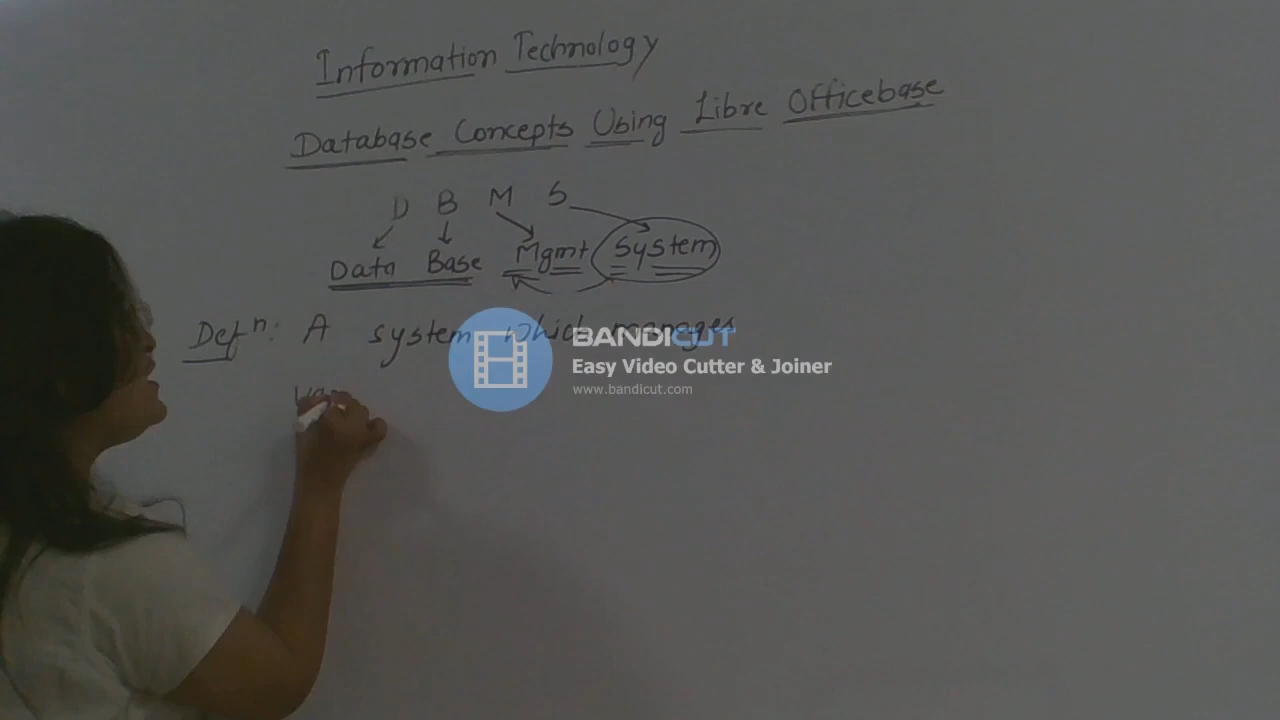 Information Technology
Database Concepts Using Libre Officebase
D B M S
Data Base Mgmt System
Defn: A system which manages
BANDICUT
Easy Video Cutter & Joiner
www.bandicut.com